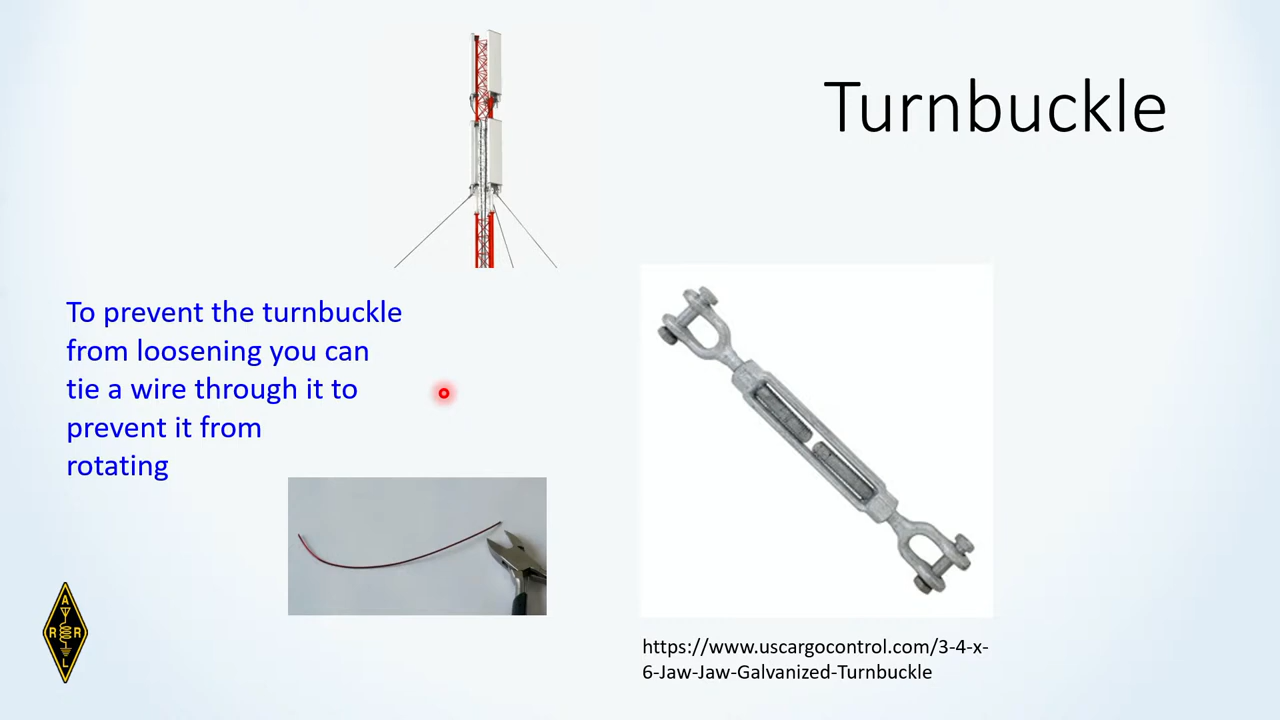 Turnbuckle
To prevent the turnbuckle
from loosening you can
tie a wire through it to
prevent it from
rotating
A
R R
L
https://www.uscargocontrol.com/3-4-x-
6-Jaw-Jaw-Galvanized-Turnbuckle